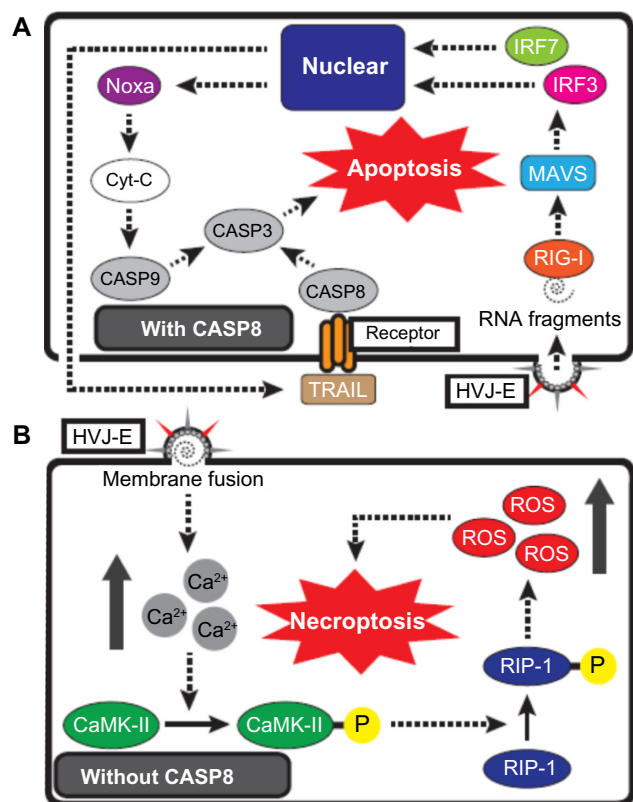 A
IRF7
Nuclear
Noxa
IRF3
Apoptosis
Cyt-C
MAVS
CASP3
RIG-I
CASP9
CASP8
RNA fragments
With CASP8
Receptor
TRAIL
HVJ-E
B
HVJ-E
Membrane fusion
ROS
ROS
ROS
Ca²⁺
Ca²⁺
Ca²⁺
Necroptosis
RIP-1
P
CaMK-II
CaMK-II
P
Without CASP8
RIP-1